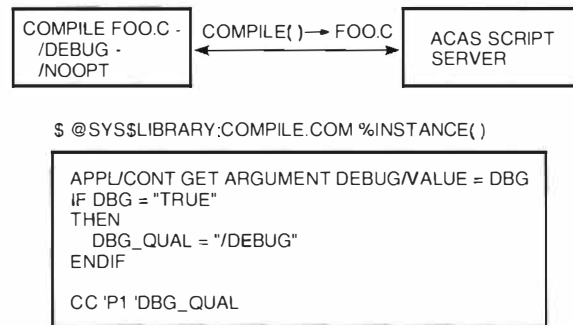 COMPILE FOO.C -
/DEBUG -
/NOOPT
COMPILE( )→ FOO.C
ACAS SCRIPT
SERVER
$ @SYS$LIBRARY:COMPILE.COM %INSTANCE( )
APPL/CONT GET ARGUMENT DEBUG/VALUE = DBG
IF DBG = "TRUE"
THEN
DBG_QUAL = "/DEBUG"
ENDIF
CC 'P1 'DBG_QUAL